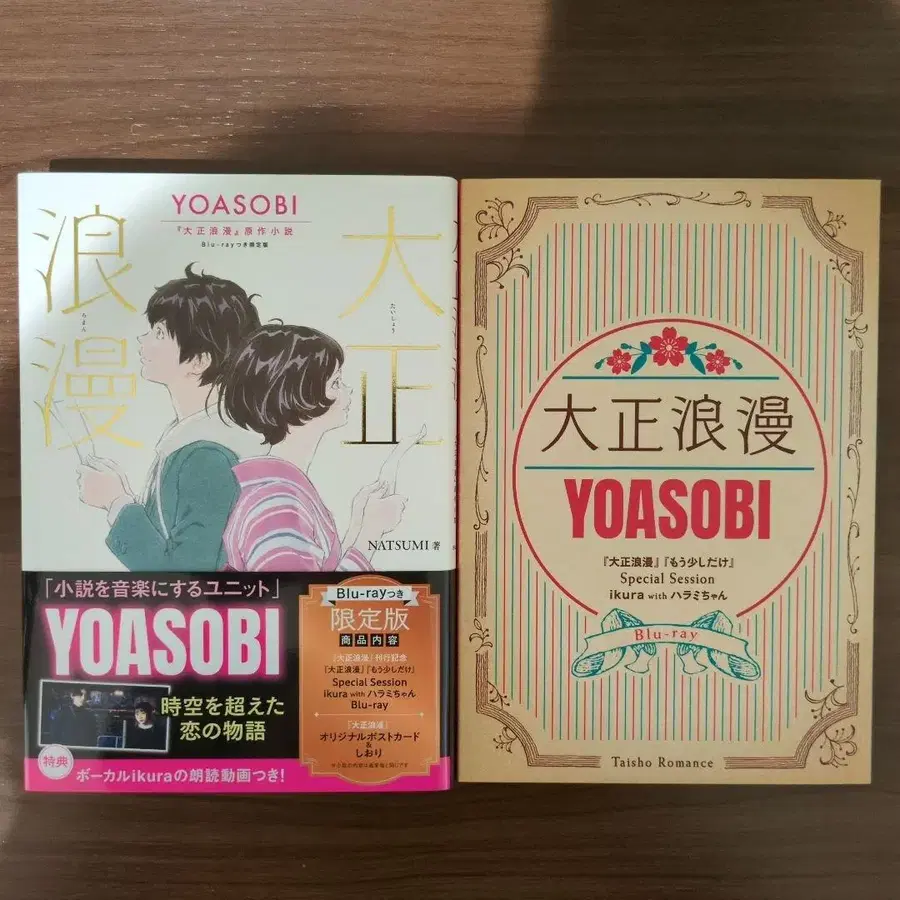 YOASOBI
『大正浪漫』原作小説
Blu-rayつき限定版
大正
たいしょう
浪漫
ろまん
NATSUMI 著
「小説を音楽にするユニット」
YOASOBI
時空を超えた
恋の物語
特典 ボーカルikuraの朗読動画つき!
Blu-rayつき
限定版
商品内容
『大正浪漫』刊行記念
『大正浪漫』『もう少しだけ』
Special Session
ikura with ハラミちゃん
Blu-ray
『大正浪漫』
オリジナルポストカード
&
しおり
大正浪漫
YOASOBI
『大正浪漫』『もう少しだけ』
Special Session
ikura with ハラミちゃん
Blu-ray
Taisho Romance